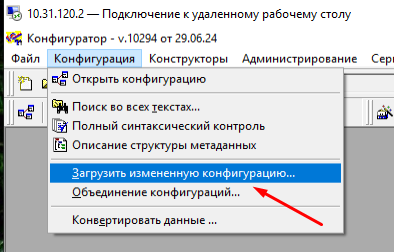 10.31.120.2 — Подключение к удаленному рабочему столу
Конфигуратор - v.10294 от 29.06.24
Файл Конфигурация Конструкторы Администрирование
Открыть конфигурацию
Поиск во всех текстах...
Полный синтаксический контроль
Описание структуры метаданных
Загрузить измененную конфигурацию...
Объединение конфигураций...
Конвертировать данные ...